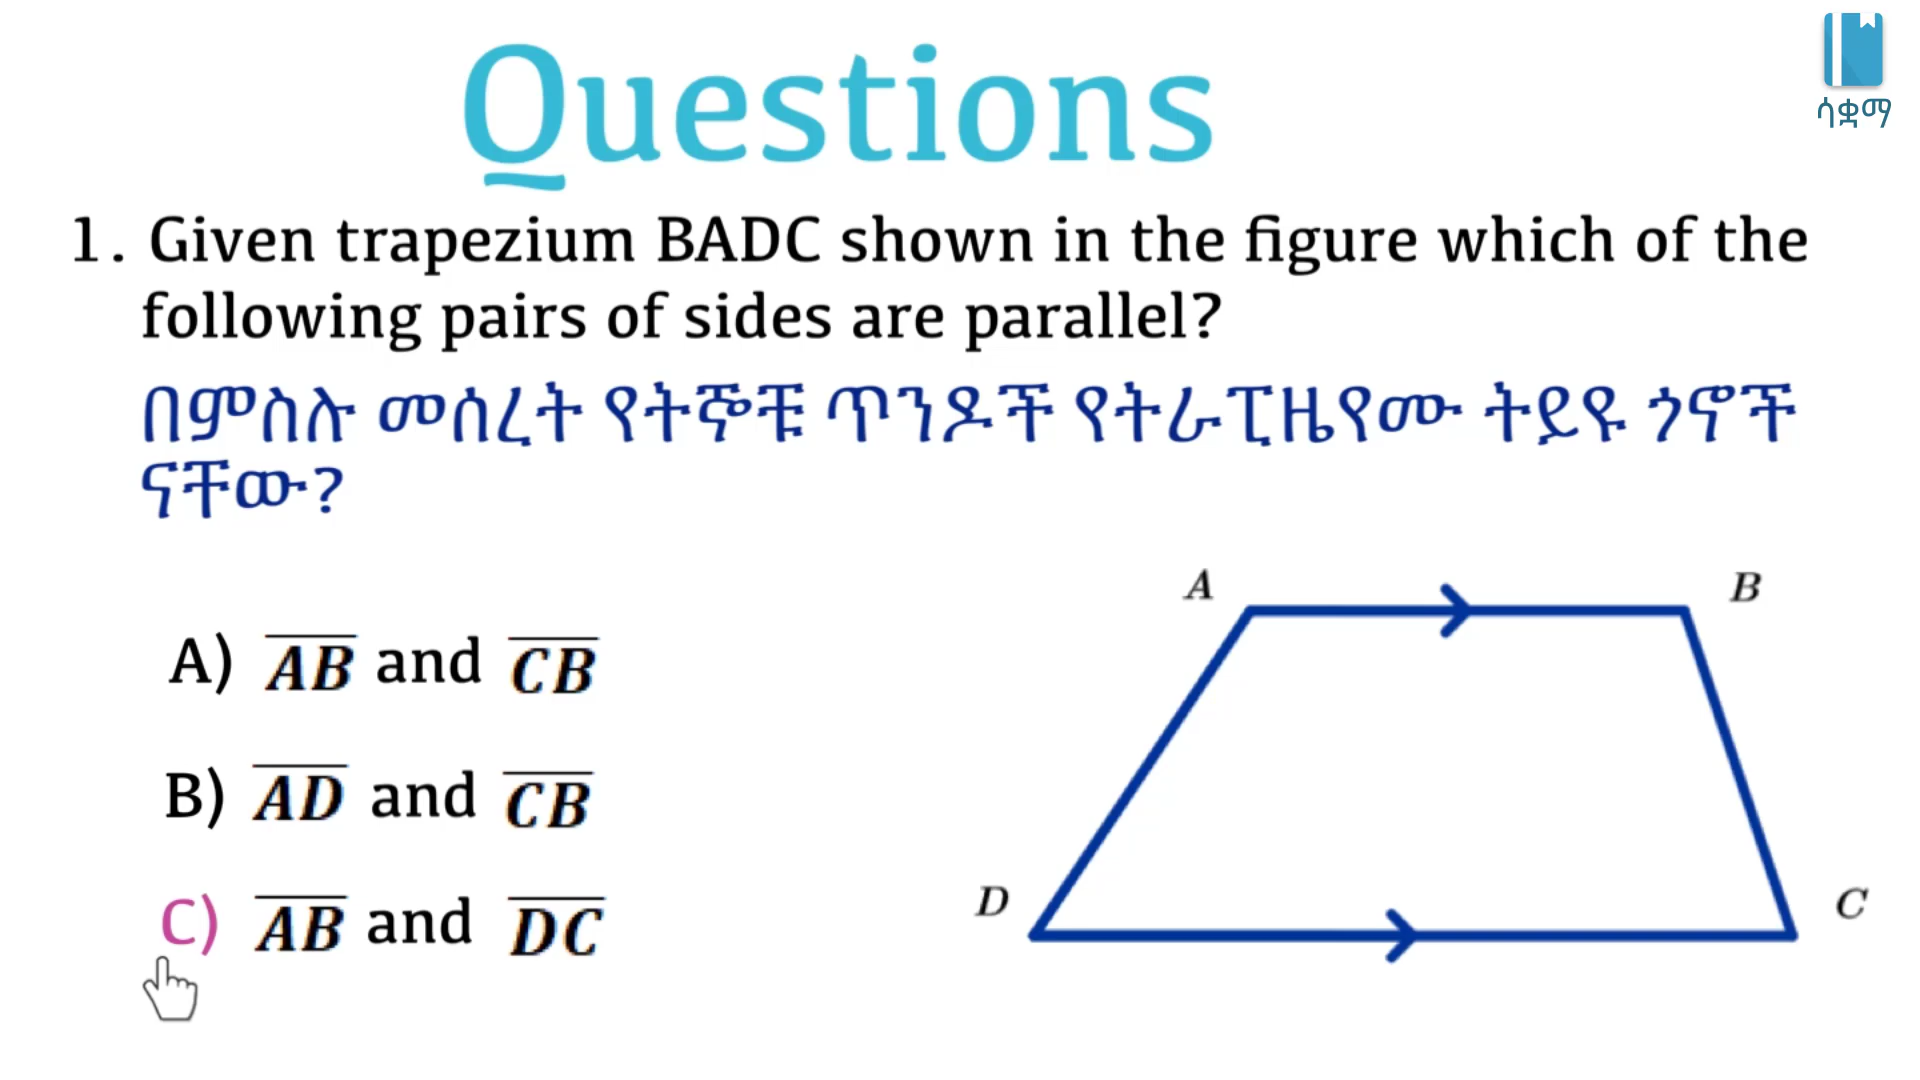 Questions
ሳቋማ
1. Given trapezium BADC shown in the figure which of the
following pairs of sides are parallel?
በምስሉ መሰረት የትኞቹ ጥንዶች የትራፒዜየሙ ትይዩ ጎኖች
ናቸው?
A) AB and CB
B) AD and CB
C) AB and DC
A
B
D
C